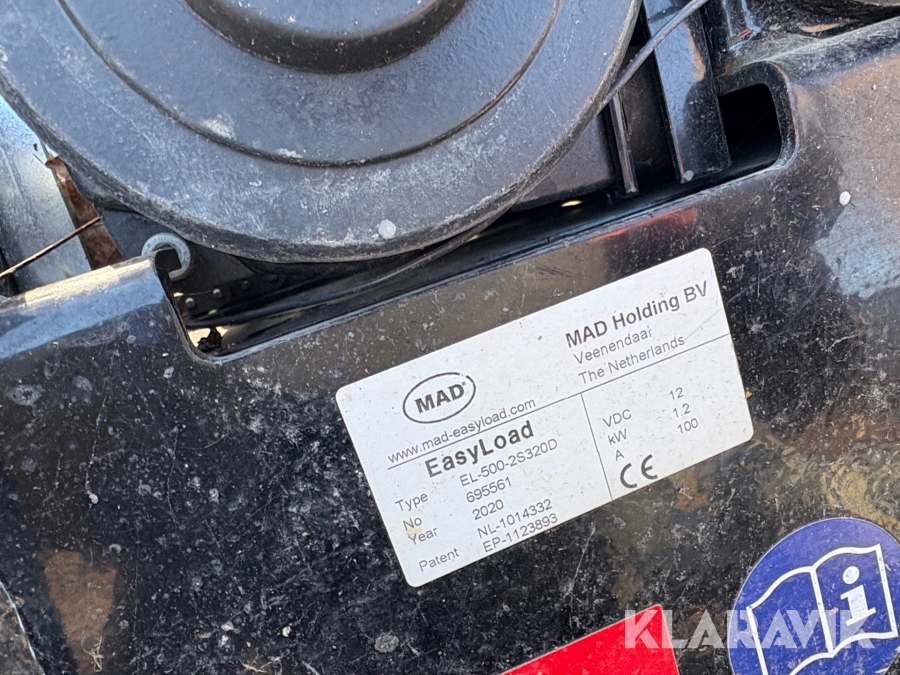 MAD
www.mad-easyload.com
MAD Holding BV
Veenendaal
The Netherlands
EasyLoad
Type EL-500-2S320D
No 695561
Year 2020
Patent NL-1014332
EP-1123893
VDC 12
kW 1,2
A 100
CE
i
KLARAVIK